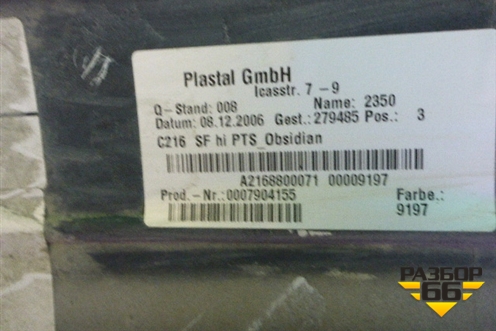 Plastal GmbH
Icasstr. 7-9
Q-Stand: 008 Name: 2350
Datum: 08.12.2006 Gest.: 279485 Pos.: 3
C216 SF hi PTS_Obsidian
A2168800071 00009197
Prod.-Nr.:0007904155 Farbe.:
9197
РАЗБОР
66